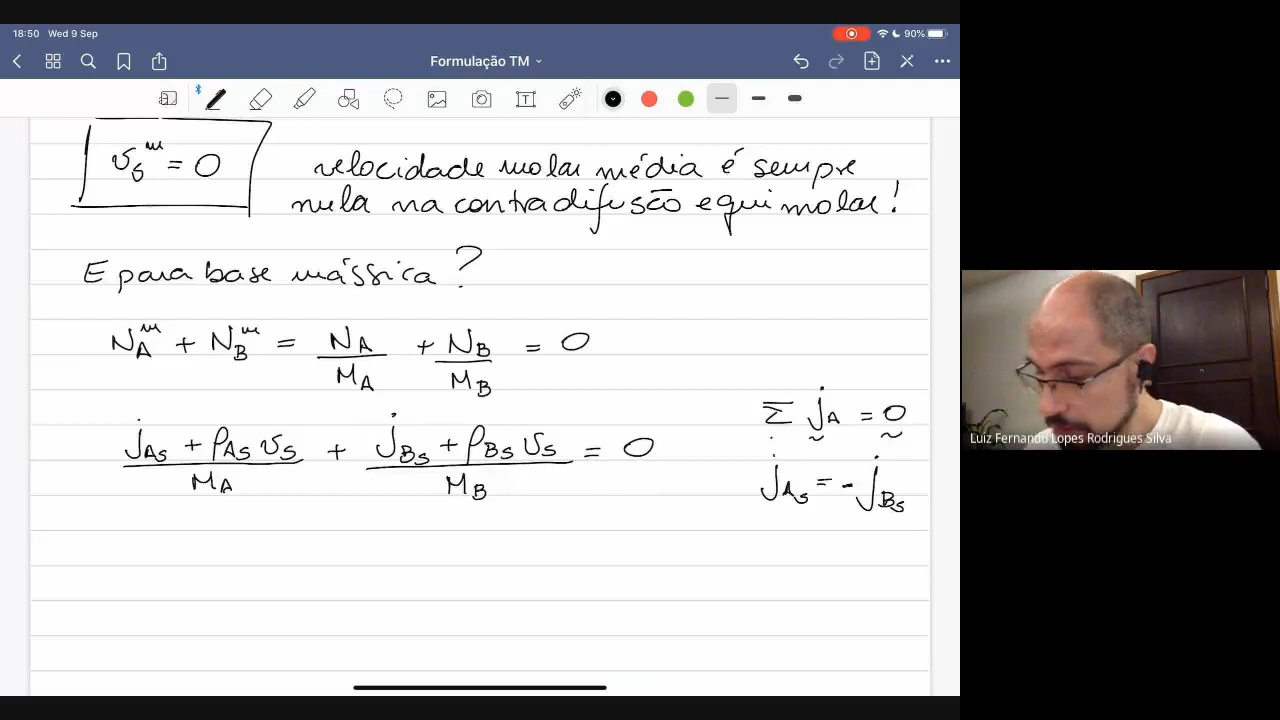 18:50 Wed 9 Sep 90%
Formulação TM
v_s^m = 0 velocidade molar média é sempre
nula na contradifusão equimolar!
E para base mássica?
N_A^m + N_B^m = N_A/M_A + N_B/M_B = 0
Σ j_A = 0
(j_As + ρ_As v_s)/M_A + (j_Bs + ρ_Bs v_s)/M_B = 0
j_As = - j_Bs
Luiz Fernando Lopes Rodrigues Silva